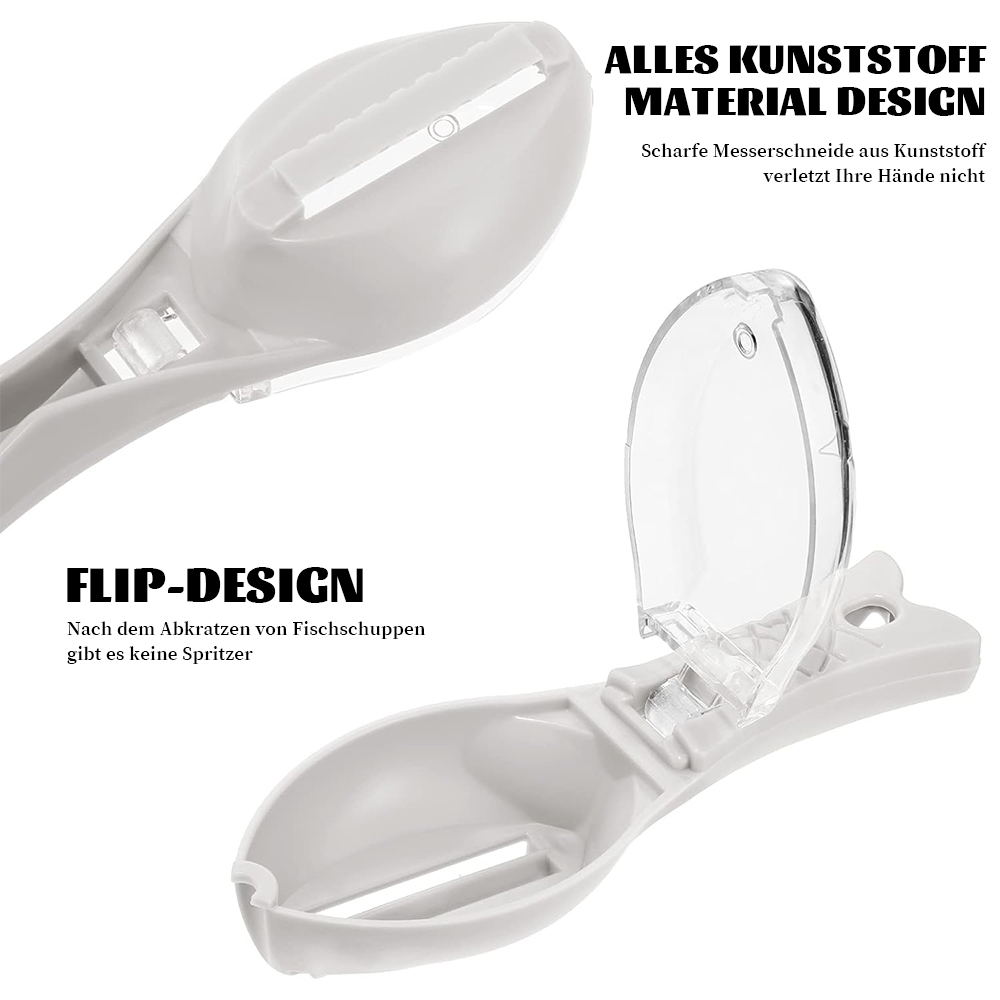 ALLES KUNSTSTOFF
MATERIAL DESIGN
Scharfe Messerschneide aus Kunststoff
verletzt Ihre Hände nicht
FLIP-DESIGN
Nach dem Abkratzen von Fischschuppen
gibt es keine Spritzer